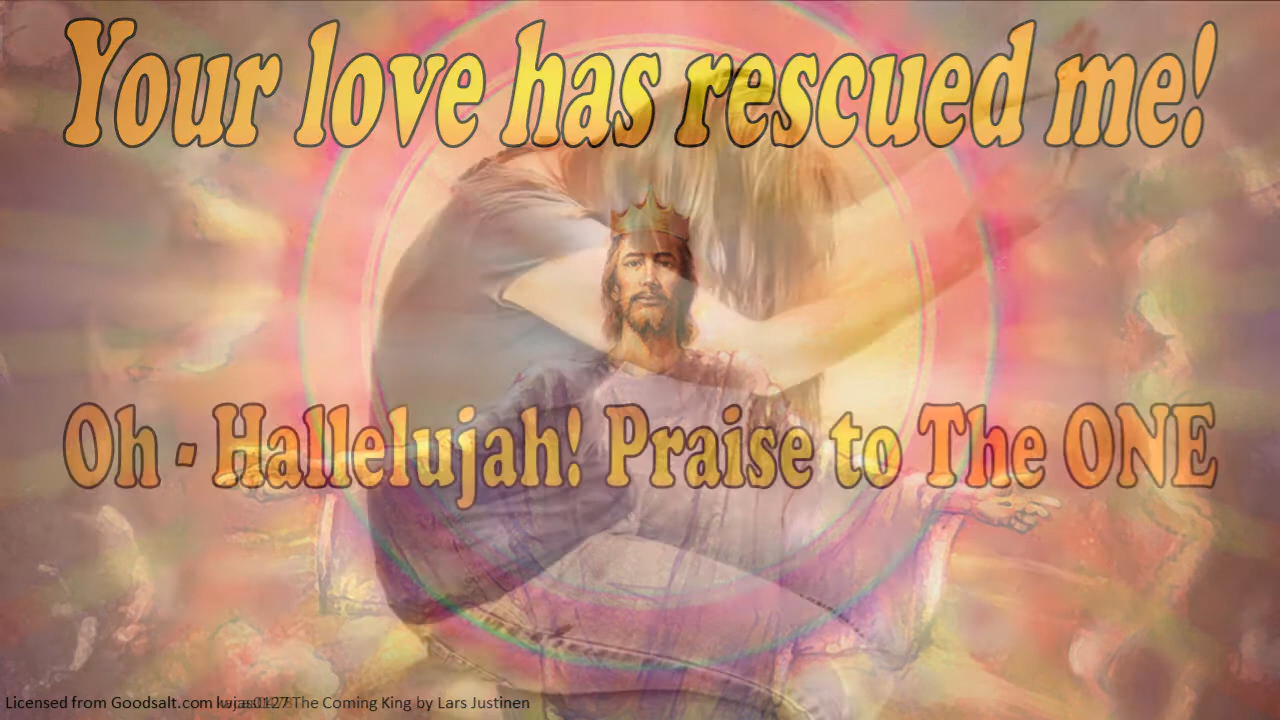 Your love has rescued me!
Oh - Hallelujah! Praise to The ONE
Licensed from Goodsalt.com The Coming King by Lars Justinen